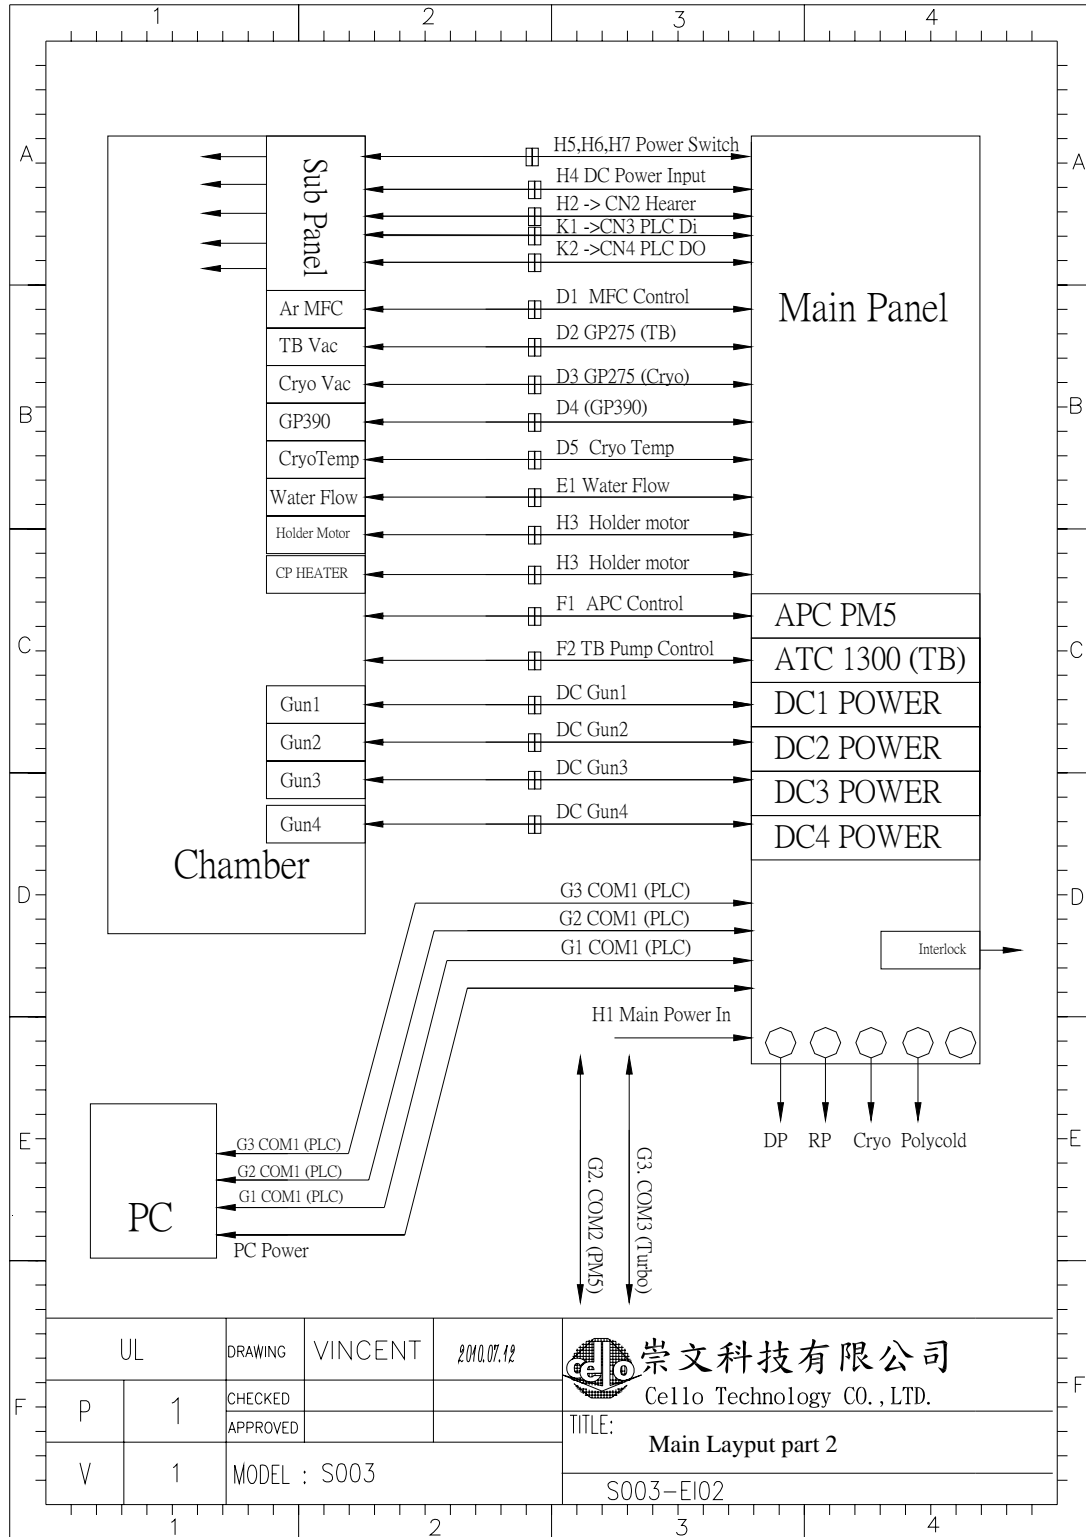 1 2 3 4
A A
H5,H6,H7 Power Switch
H4 DC Power Input
H2 -> CN2 Hearer
K1 ->CN3 PLC Di
K2 ->CN4 PLC DO
Sub Panel
Main Panel
Ar MFC D1 MFC Control
TB Vac D2 GP275 (TB)
Cryo Vac D3 GP275 (Cryo)
B B
GP390 D4 (GP390)
CryoTemp D5 Cryo Temp
Water Flow E1 Water Flow
Holder Motor H3 Holder motor
CP HEATER H3 Holder motor
F1 APC Control APC PM5
C C
F2 TB Pump Control ATC 1300 (TB)
Gun1 DC Gun1 DC1 POWER
Gun2 DC Gun2 DC2 POWER
Gun3 DC Gun3 DC3 POWER
Gun4 DC Gun4 DC4 POWER
Chamber
D D
G3 COM1 (PLC)
G2 COM1 (PLC)
G1 COM1 (PLC)
Interlock
H1 Main Power In
DP RP Cryo Polycold
E E
G3 COM1 (PLC)
G2 COM1 (PLC)
G1 COM1 (PLC)
PC
PC Power
G2. COM2 (PM5)
G3. COM3 (Turbo)
UL DRAWING VINCENT 2010.07.12
cello
崇文科技有限公司
Cello Technology CO.,LTD.
F F
P 1 CHECKED
APPROVED
TITLE:
Main Layput part 2
V 1 MODEL : S003
S003-EI02
1 2 3 4